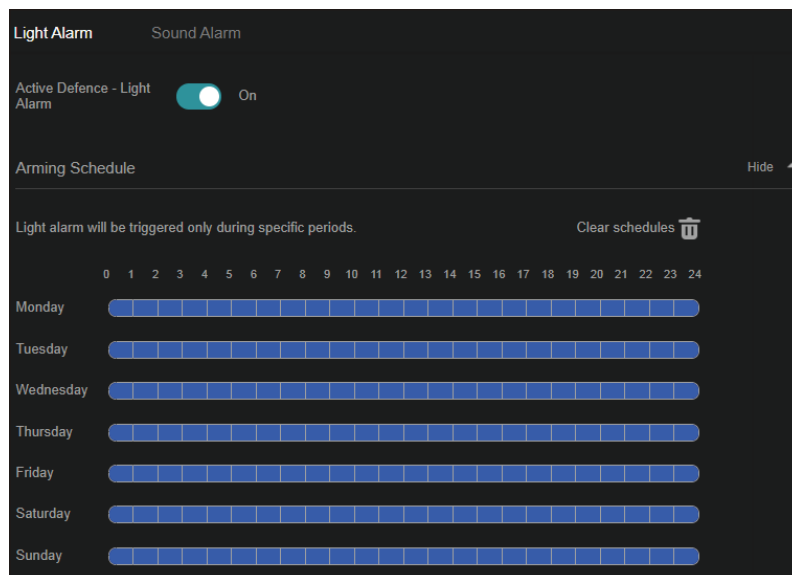 Light Alarm Sound Alarm
Active Defence - Light
Alarm
On
Arming Schedule Hide
Light alarm will be triggered only during specific periods. Clear schedules
0 1 2 3 4 5 6 7 8 9 10 11 12 13 14 15 16 17 18 19 20 21 22 23 24
Monday
Tuesday
Wednesday
Thursday
Friday
Saturday
Sunday